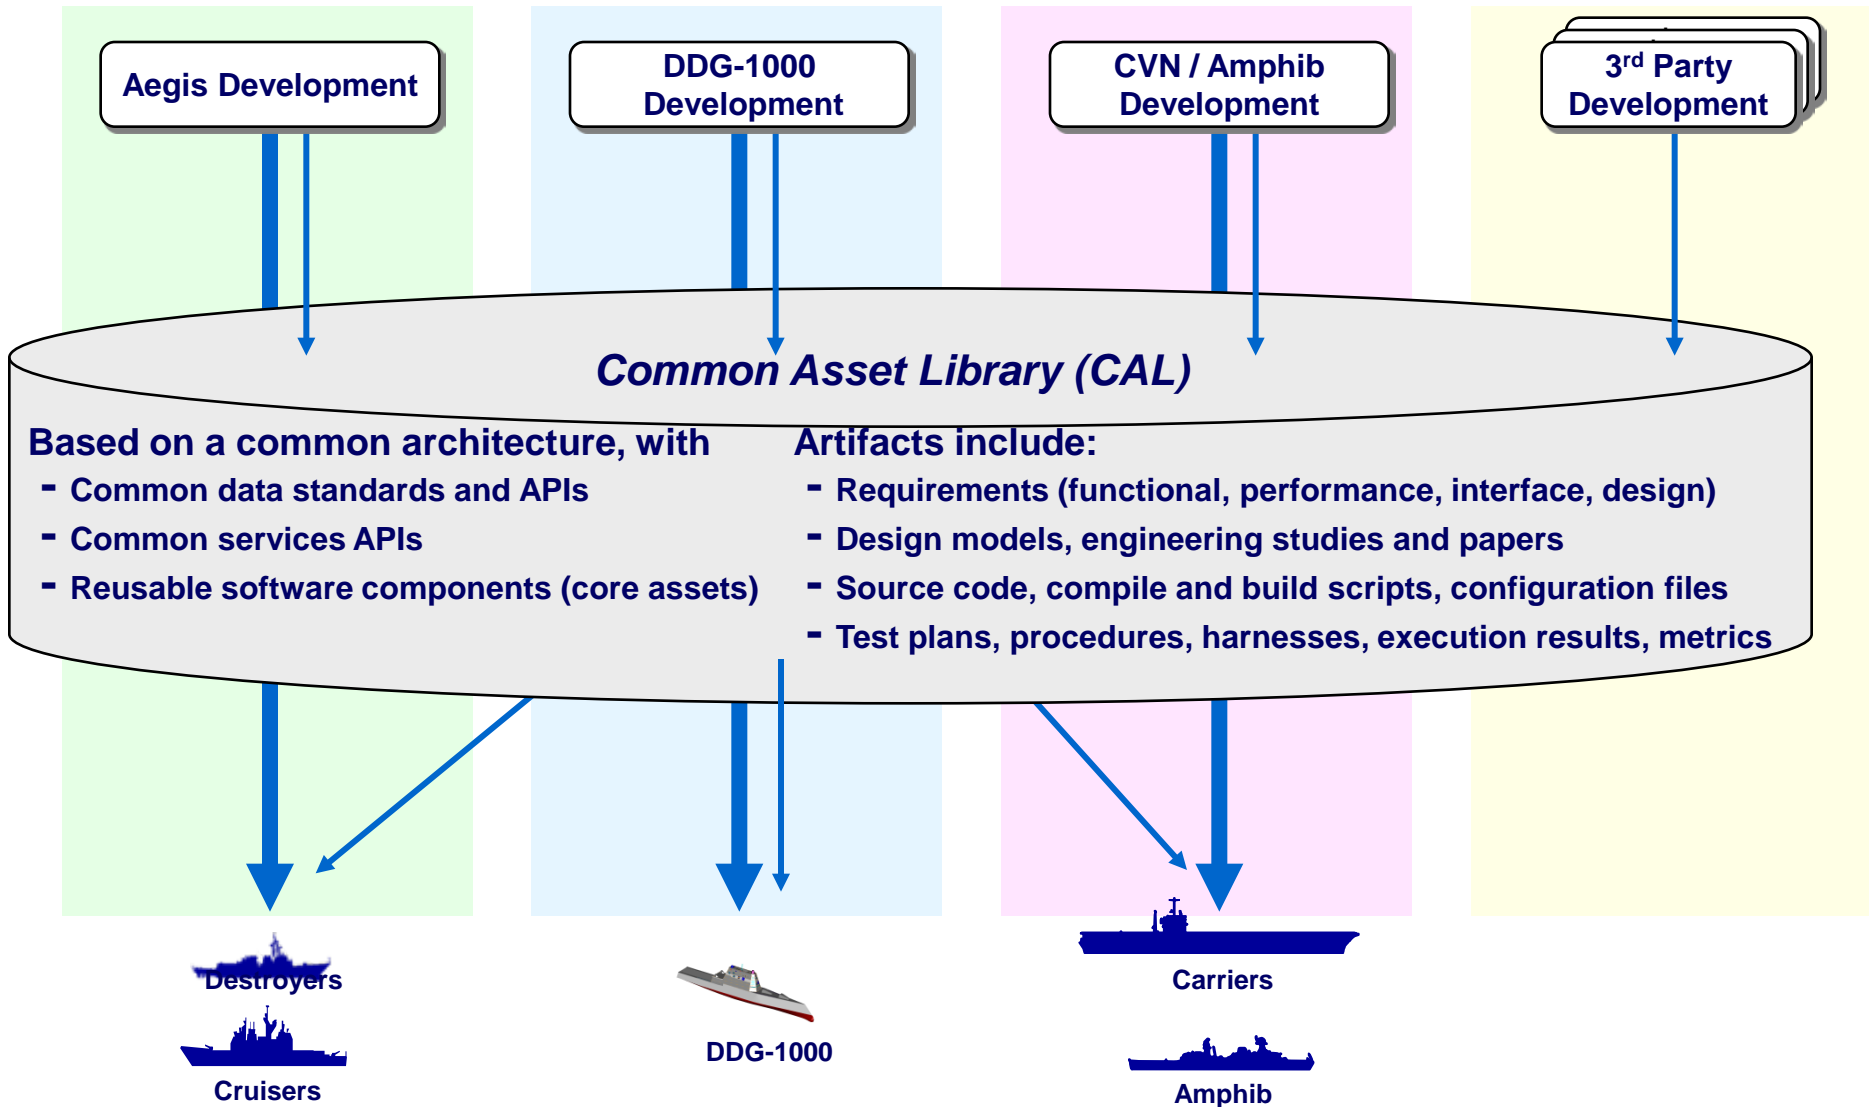 Aegis Development
DDG-1000
Development
CVN / Amphib
Development
3rd Party
Development
Common Asset Library (CAL)
Based on a common architecture, with
- Common data standards and APIs
- Common services APIs
- Reusable software components (core assets)
Artifacts include:
- Requirements (functional, performance, interface, design)
- Design models, engineering studies and papers
- Source code, compile and build scripts, configuration files
- Test plans, procedures, harnesses, execution results, metrics
Destroyers
Cruisers
DDG-1000
Carriers
Amphib